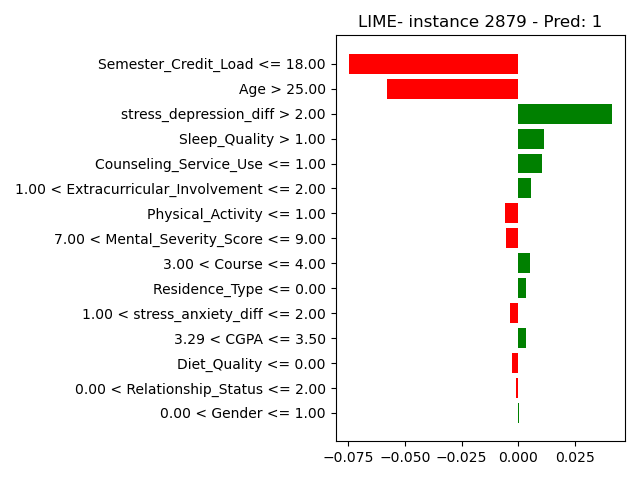 LIME- instance 2879 - Pred: 1
Semester_Credit_Load <= 18.00
Age > 25.00
stress_depression_diff > 2.00
Sleep_Quality > 1.00
Counseling_Service_Use <= 1.00
1.00 < Extracurricular_Involvement <= 2.00
Physical_Activity <= 1.00
7.00 < Mental_Severity_Score <= 9.00
3.00 < Course <= 4.00
Residence_Type <= 0.00
1.00 < stress_anxiety_diff <= 2.00
3.29 < CGPA <= 3.50
Diet_Quality <= 0.00
0.00 < Relationship_Status <= 2.00
0.00 < Gender <= 1.00
−0.075 −0.050 −0.025 0.000 0.025